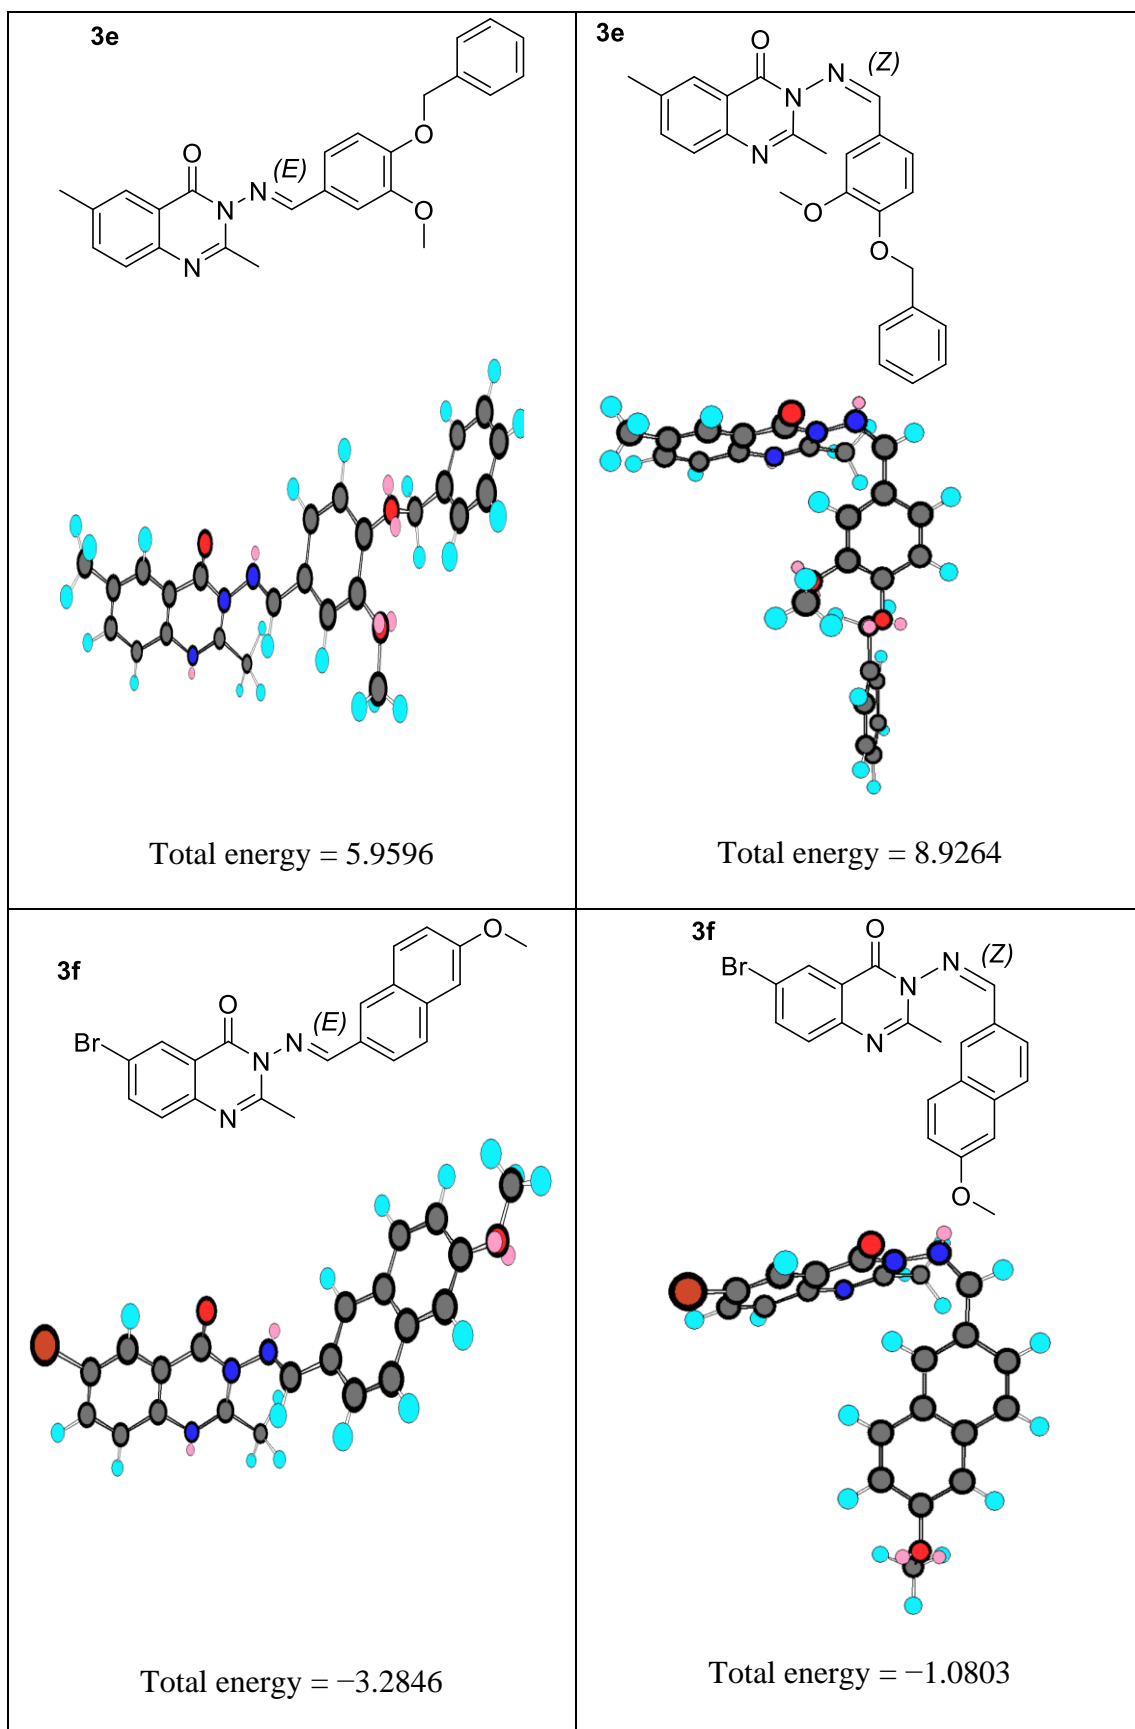 3e
O
O
N
N
(E)
N
O
3e
O
N
N
(Z)
N
O
O
Total energy = 5.9596
Total energy = 8.9264
3f
O
Br
O
N
N
(E)
N
3f
Br
O
N
N
(Z)
N
O
Total energy = −3.2846
Total energy = −1.0803